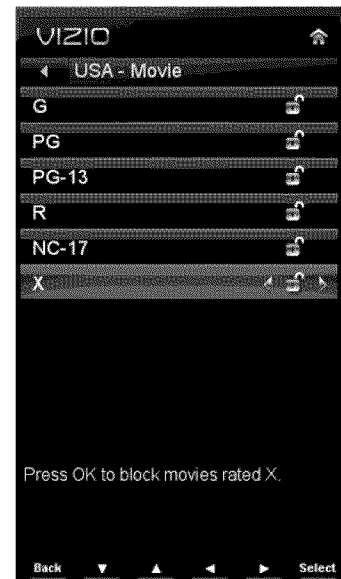 VIZIO
USA - Movie
G
PG
PG-13
R
NC-17
X
Press OK to block movies rated X.
Back Select